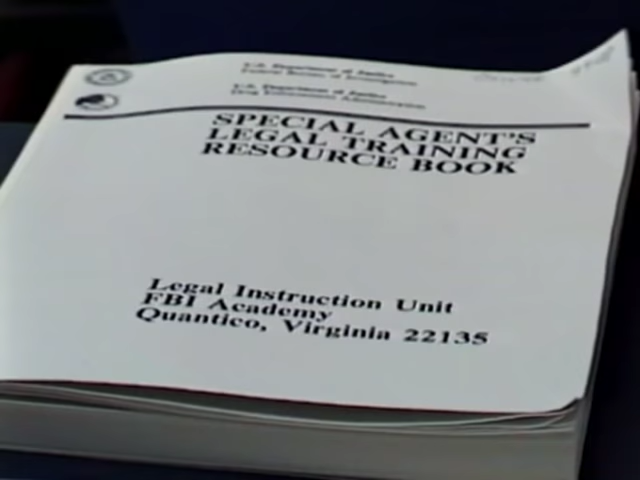 U.S. Department of Justice
Federal Bureau of Investigation
U.S. Department of Justice
Drug Enforcement Administration
SPECIAL AGENT'S
LEGAL TRAINING
RESOURCE BOOK
Legal Instruction Unit
FBI Academy
Quantico, Virginia 22135